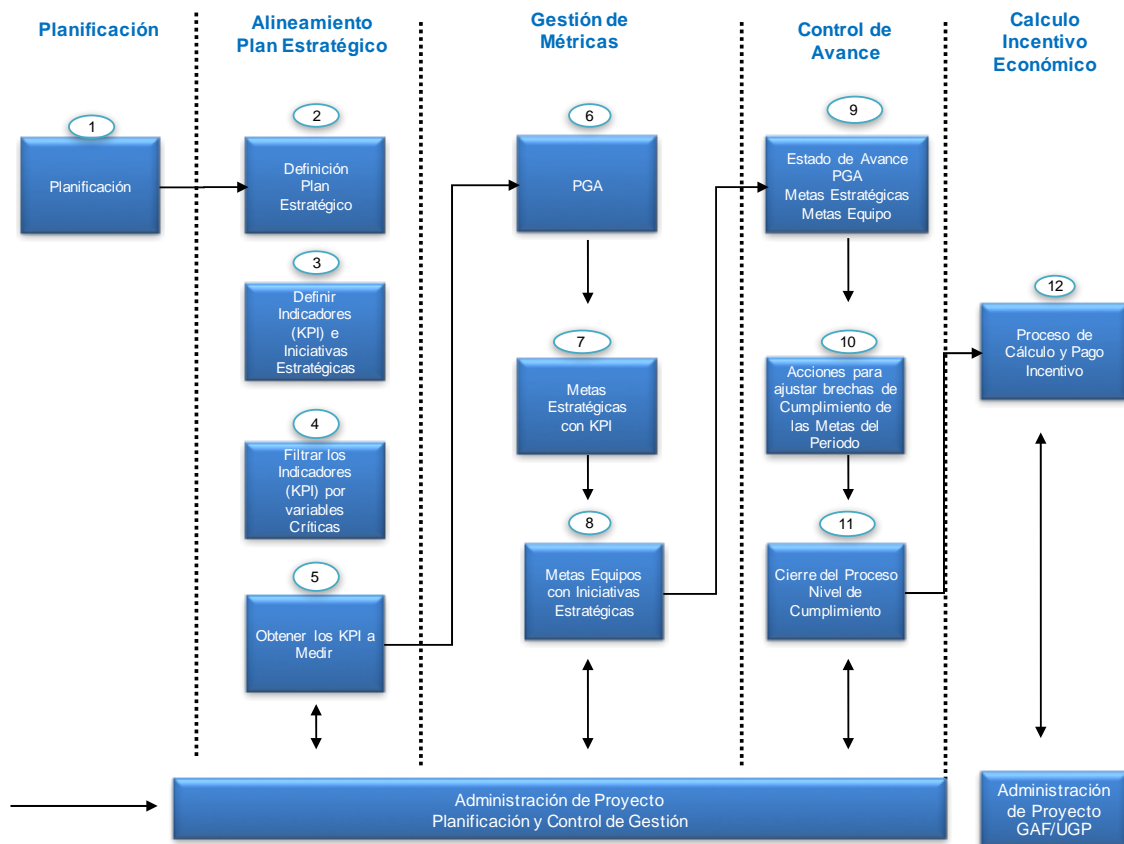 Planificación
Alineamiento
Plan Estratégico
Gestión de
Métricas
Control de
Avance
Calculo
Incentivo
Económico
1
Planificación
2
Definición
Plan
Estratégico
3
Definir
Indicadores
(KPI) e
Iniciativas
Estratégicas
4
Filtrar los
Indicadores
(KPI) por
variables
Críticas
5
Obtener los KPI a
Medir
6
PGA
7
Metas
Estratégicas
con KPI
8
Metas Equipos
con Iniciativas
Estratégicas
9
Estado de Avance
PGA
Metas Estratégicas
Metas Equipo
10
Acciones para
ajustar brechas de
Cumplimiento de
las Metas del
Periodo
11
Cierre del Proceso
Nivel de
Cumplimiento
12
Proceso de
Cálculo y Pago
Incentivo
Administración de Proyecto
Planificación y Control de Gestión
Administración
de Proyecto
GAF/UGP